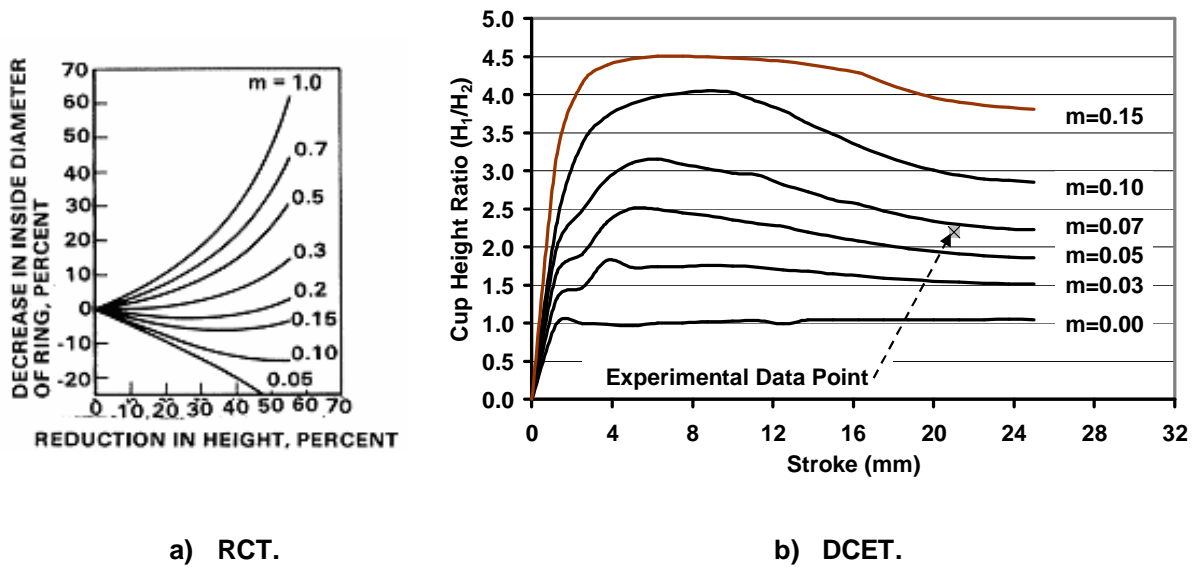 DECREASE IN INSIDE DIAMETER
OF RING, PERCENT
70
60
50
40
30
20
10
0
-10
-20
m = 1.0
0.7
0.5
0.3
0.2
0.15
0.10
0.05
0 10 20 30 40 50 60 70
REDUCTION IN HEIGHT, PERCENT
a) RCT.
Cup Height Ratio (H1/H2)
5.0
4.5
4.0
3.5
3.0
2.5
2.0
1.5
1.0
0.5
0.0
m=0.15
m=0.10
m=0.07
m=0.05
m=0.03
m=0.00
Experimental Data Point
0 4 8 12 16 20 24 28 32
Stroke (mm)
b) DCET.